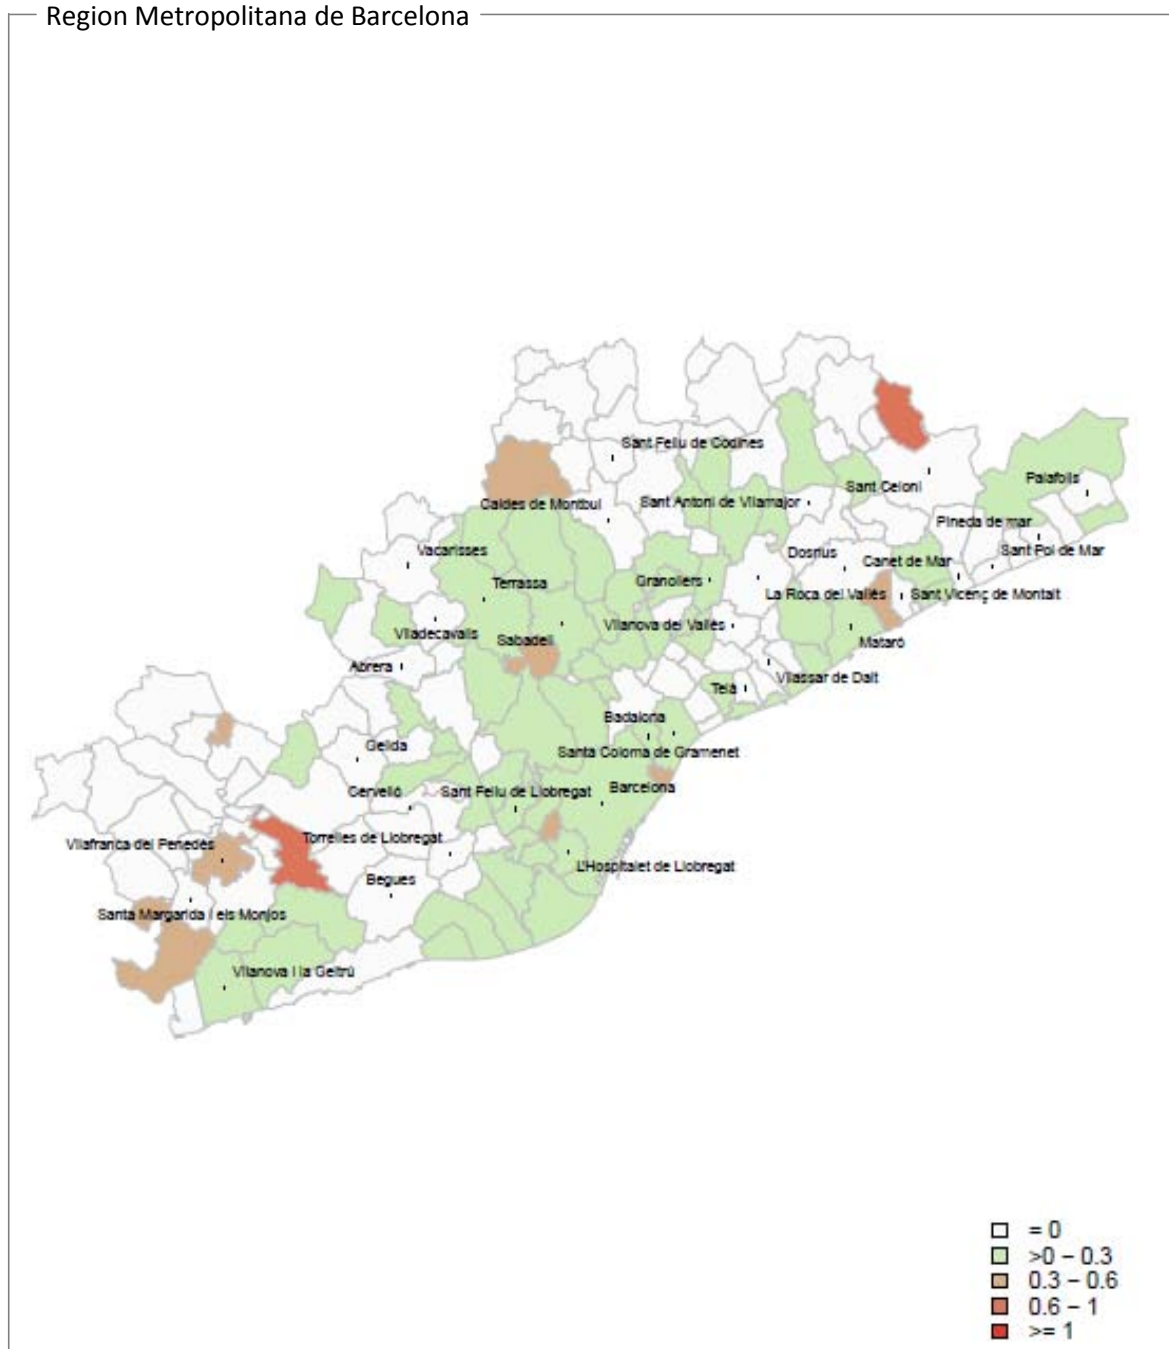 Region Metropolitana de Barcelona
Sant Feliu de Codines
Palafolls
Sant Celoni
Caldes de Montbui
Sant Antoni de Vilamajor
Pineda de mar
Vacarisses
Dosrius
Sant Pol de Mar
Canet de Mar
Terrassa
Granollers
La Roca del Vallès
Sant Vicenç de Montalt
Vilanova del Vallès
Viladecavalls
Sabadell
Mataró
Abrera
Vilassar de Dalt
Teià
Badalona
Gelida
Santa Coloma de Gramenet
Barcelona
Cervelló
Sant Feliu de Llobregat
Torrelles de Llobregat
Vilafranca del Penedès
L'Hospitalet de Llobregat
Begues
Santa Margarida i els Monjos
Vilanova i la Geltrú
= 0
>0 – 0.3
0.3 – 0.6
0.6 – 1
>= 1